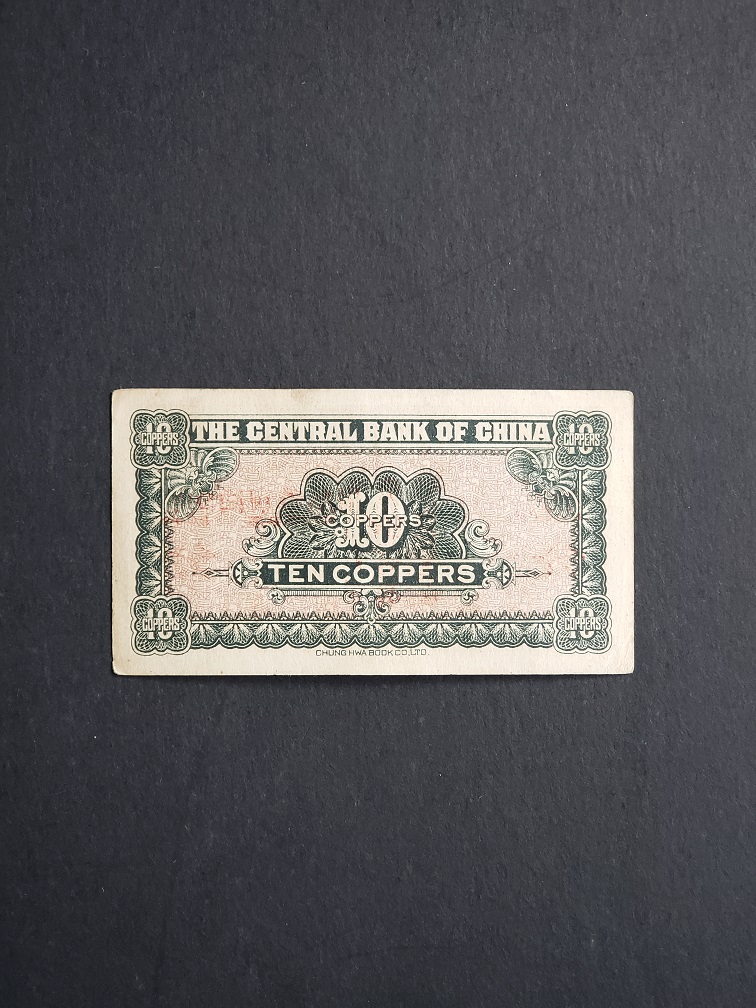 10 COPPERS THE CENTRAL BANK OF CHINA 10 COPPERS
10 COPPERS
TEN COPPERS
10 COPPERS 10 COPPERS
CHUNG HWA BOOK CO., LTD.